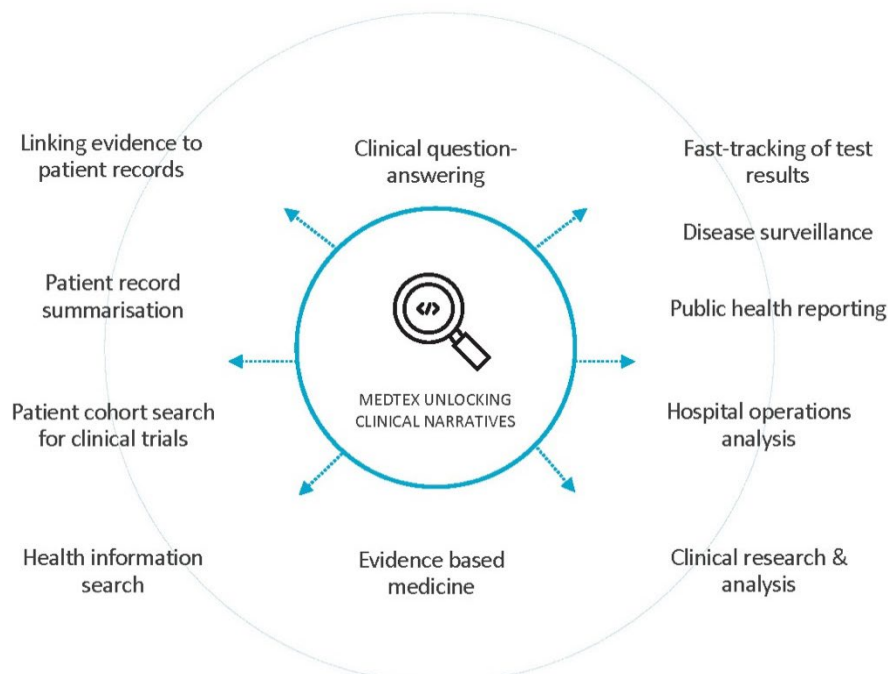 Linking evidence to
patient records
Clinical question-
answering
Fast-tracking of test
results
Disease surveillance
Patient record
summarisation
Public health reporting
</>
MEDTEX UNLOCKING
CLINICAL NARRATIVES
Patient cohort search
for clinical trials
Hospital operations
analysis
Health information
search
Evidence based
medicine
Clinical research &
analysis